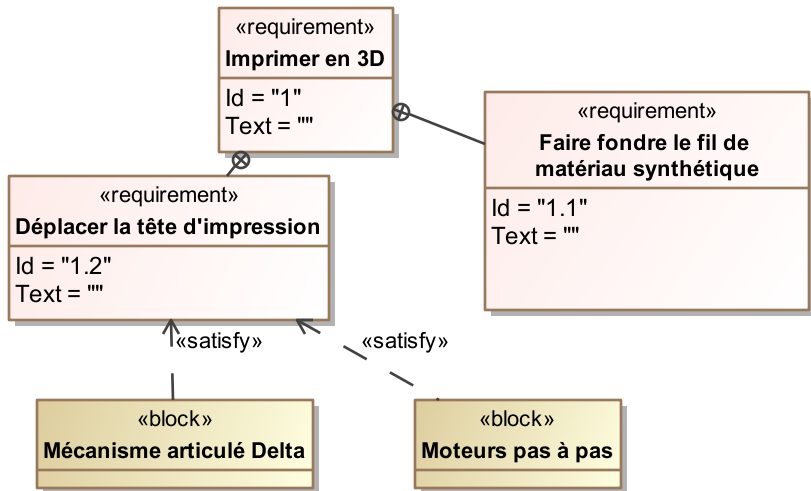 «requirement»
Imprimer en 3D
Id = "1"
Text = ""
«requirement»
Faire fondre le fil de
matériau synthétique
Id = "1.1"
Text = ""
«requirement»
Déplacer la tête d'impression
Id = "1.2"
Text = ""
«satisfy»
«satisfy»
«block»
Mécanisme articulé Delta
«block»
Moteurs pas à pas